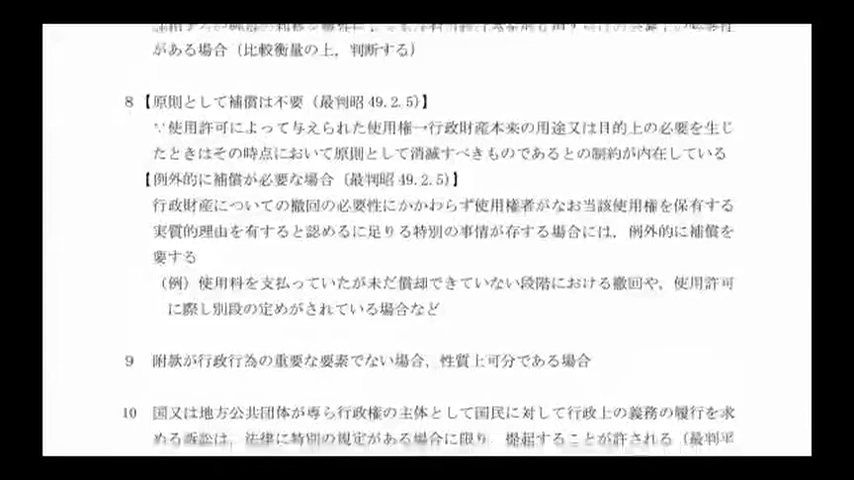 がある場合（比較衡量の上，判断する）
8 【原則として補償は不要（最判昭 49.2.5）】
∵使用許可によって与えられた使用権→行政財産本来の用途又は目的上の必要を生じ
たときはその時点において原則として消滅すべきものであるとの制約が内在している
【例外的に補償が必要な場合（最判昭 49.2.5）】
行政財産についての撤回の必要性にかかわらず使用権者がなお当該使用権を保有する
実質的理由を有すると認めるに足りる特別の事情が存する場合には，例外的に補償を
要する
（例）使用料を支払っていたが未だ償却できていない段階における撤回や，使用許可
に際し別段の定めがされている場合など
9 附款が行政行為の重要な要素でない場合，性質上可分である場合
10 国又は地方公共団体が専ら行政権の主体として国民に対して行政上の義務の履行を求
める訴訟は，法律に特別の規定がある場合に限り，提起することが許される（最判平